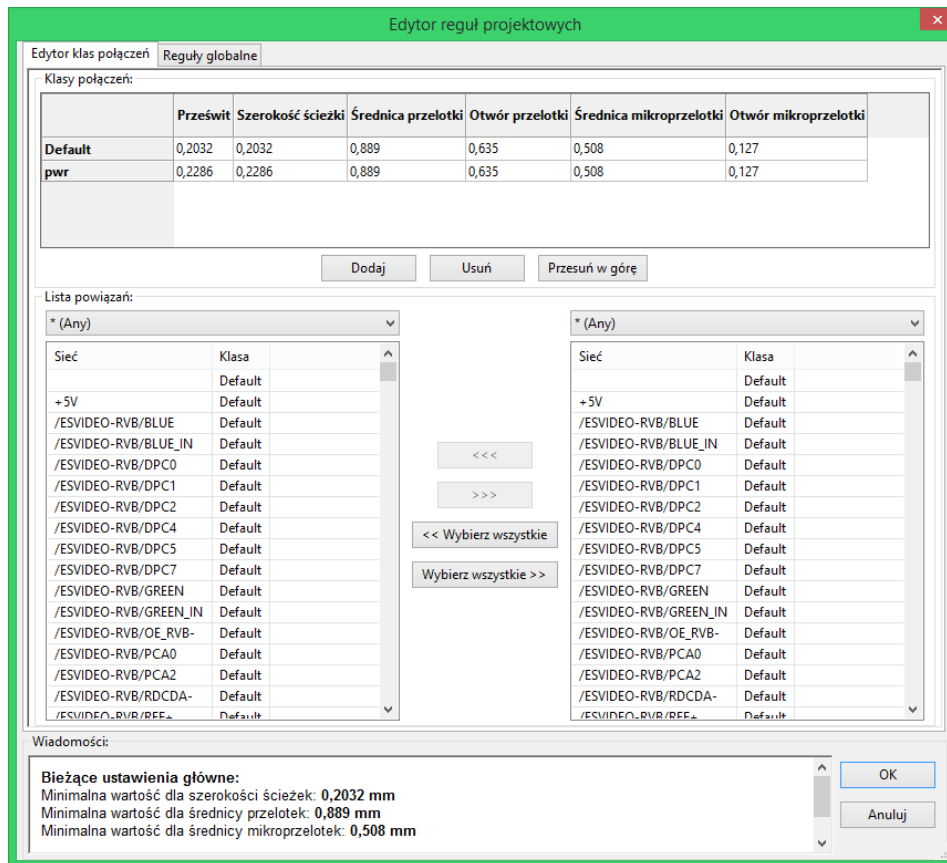 Edytor reguł projektowych
Edytor klas połączeń Reguły globalne
Klasy połączeń:
Prześwit Szerokość ścieżki Średnica przelotki Otwór przelotki Średnica mikroprzelotki Otwór mikroprzelotki
Default 0,2032 0,2032 0,889 0,635 0,508 0,127
pwr 0,2286 0,2286 0,889 0,635 0,508 0,127
Dodaj Usuń Przesuń w górę
Lista powiązań:
* (Any) * (Any)
Sieć Klasa Sieć Klasa
Default Default
+5V Default +5V Default
/ESVIDEO-RVB/BLUE Default /ESVIDEO-RVB/BLUE Default
/ESVIDEO-RVB/BLUE_IN Default /ESVIDEO-RVB/BLUE_IN Default
<<<
/ESVIDEO-RVB/DPC0 Default /ESVIDEO-RVB/DPC0 Default
/ESVIDEO-RVB/DPC1 Default /ESVIDEO-RVB/DPC1 Default
>>>
/ESVIDEO-RVB/DPC2 Default /ESVIDEO-RVB/DPC2 Default
/ESVIDEO-RVB/DPC4 Default << Wybierz wszystkie /ESVIDEO-RVB/DPC4 Default
/ESVIDEO-RVB/DPC5 Default /ESVIDEO-RVB/DPC5 Default
/ESVIDEO-RVB/DPC7 Default Wybierz wszystkie >> /ESVIDEO-RVB/DPC7 Default
/ESVIDEO-RVB/GREEN Default /ESVIDEO-RVB/GREEN Default
/ESVIDEO-RVB/GREEN_IN Default /ESVIDEO-RVB/GREEN_IN Default
/ESVIDEO-RVB/OE_RVB- Default /ESVIDEO-RVB/OE_RVB- Default
/ESVIDEO-RVB/PCA0 Default /ESVIDEO-RVB/PCA0 Default
/ESVIDEO-RVB/PCA2 Default /ESVIDEO-RVB/PCA2 Default
/ESVIDEO-RVB/RDCDA- Default /ESVIDEO-RVB/RDCDA- Default
/ESVIDEO-RVB/REF+ Default /ESVIDEO-RVB/REF+ Default
Wiadomości:
Bieżące ustawienia główne:
Minimalna wartość dla szerokości ścieżek: 0,2032 mm
Minimalna wartość dla średnicy przelotek: 0,889 mm
Minimalna wartość dla średnicy mikroprzelotek: 0,508 mm
OK
Anuluj